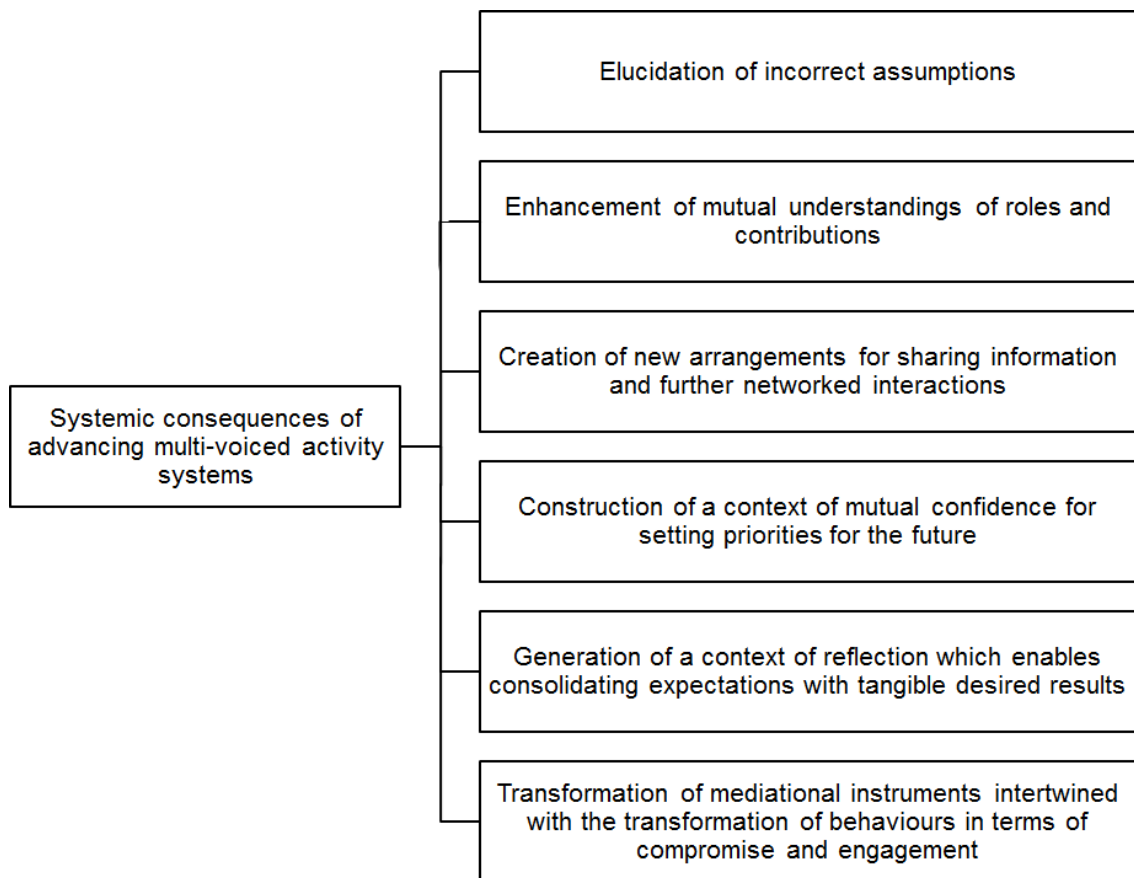 Elucidation of incorrect assumptions
Enhancement of mutual understandings of roles and
contributions
Creation of new arrangements for sharing information
and further networked interactions
Systemic consequences of
advancing multi-voiced activity
systems
Construction of a context of mutual confidence for
setting priorities for the future
Generation of a context of reflection which enables
consolidating expectations with tangible desired results
Transformation of mediational instruments intertwined
with the transformation of behaviours in terms of
compromise and engagement